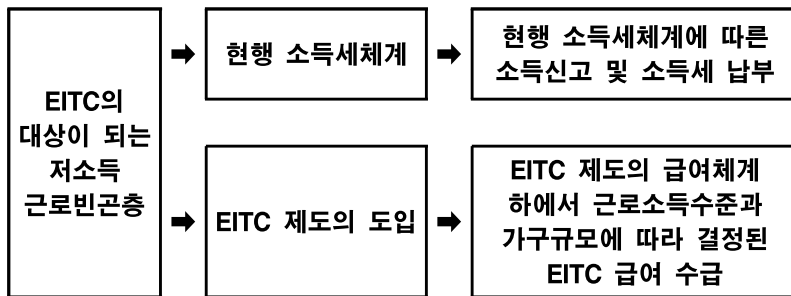 EITC의
대상이 되는
저소득
근로빈곤층
현행 소득세체계
현행 소득세체계에 따른
소득신고 및 소득세 납부
EITC 제도의 도입
EITC 제도의 급여체계
하에서 근로소득수준과
가구규모에 따라 결정된
EITC 급여 수급